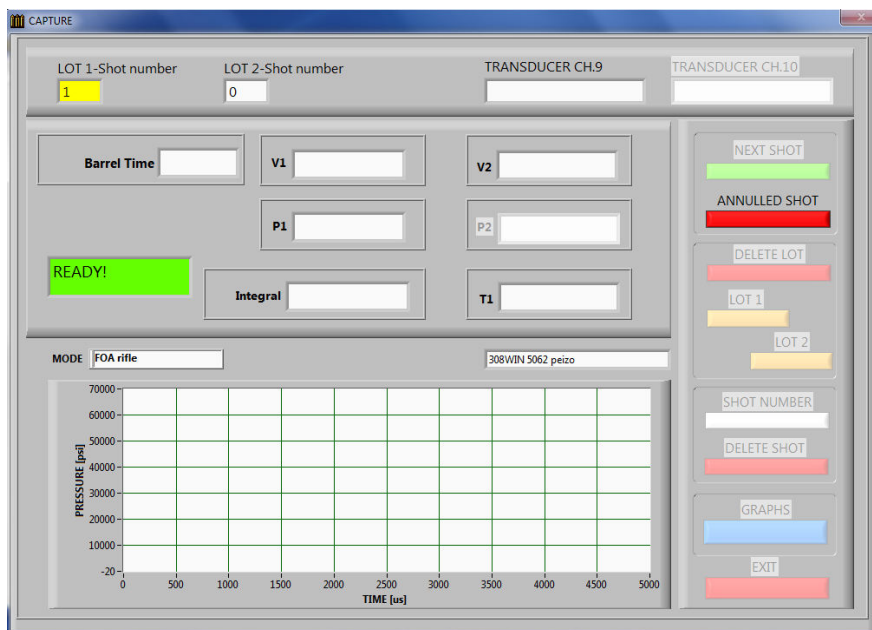 CAPTURE
LOT 1-Shot number
LOT 2-Shot number
TRANSDUCER CH.9
TRANSDUCER CH.10
1
0
Barrel Time
V1
V2
P1
P2
READY!
Integral
T1
MODE
FOA rifle
308WIN 5062 peizo
PRESSURE [psi]
70000
60000
50000
40000
30000
20000
10000
-20
0
500
1000
1500
2000
2500
3000
3500
4000
4500
5000
TIME [us]
NEXT SHOT
ANNULLED SHOT
DELETE LOT
LOT 1
LOT 2
SHOT NUMBER
DELETE SHOT
GRAPHS
EXIT